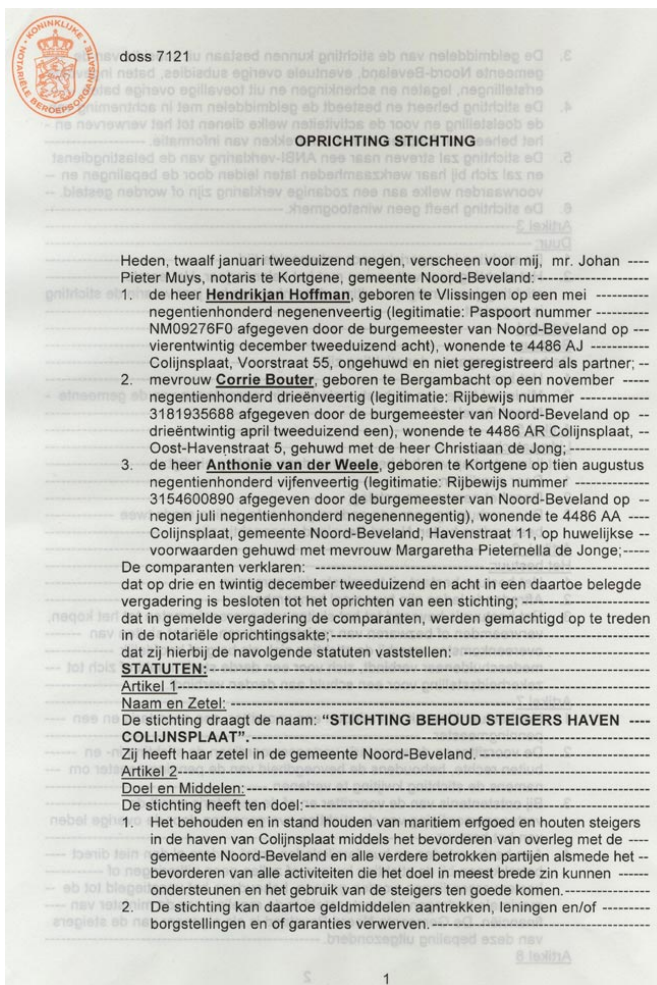 KONINKLIJKE
NOTARIËLE BEROEPSORGANISATIE
doss 7121
OPRICHTING STICHTING
Heden, twaalf januari tweeduizend negen, verscheen voor mij, mr. Johan ----
Pieter Muys, notaris te Kortgene, gemeente Noord-Beveland:--------------------
1. de heer Hendrikjan Hoffman, geboren te Vlissingen op een mei ----------
negentienhonderd negenenveertig (legitimatie: Paspoort nummer --------
NM09276F0 afgegeven door de burgemeester van Noord-Beveland op ---
vierentwintig december tweeduizend acht), wonende te 4486 AJ -----------
Colijnsplaat, Voorstraat 55, ongehuwd en niet geregistreerd als partner; --
2. mevrouw Corrie Bouter, geboren te Bergambacht op een november -----
negentienhonderd drieënveertig (legitimatie: Rijbewijs nummer -----------
3181935688 afgegeven door de burgemeester van Noord-Beveland op --
drieëntwintig april tweeduizend een), wonende te 4486 AR Colijnsplaat, --
Oost-Havenstraat 5, gehuwd met de heer Christiaan de Jong;-------------
3. de heer Anthonie van der Weele, geboren te Kortgene op tien augustus
negentienhonderd vijfenveertig (legitimatie: Rijbewijs nummer ------------
3154600890 afgegeven door de burgemeester van Noord-Beveland op --
negen juli negentienhonderd negenennegentig), wonende te 4486 AA ----
Colijnsplaat, gemeente Noord-Beveland, Havenstraat 11, op huwelijkse -
voorwaarden gehuwd met mevrouw Margaretha Pieternella de Jonge;-----
De comparanten verklaren: --------------------------------------------------
dat op drie en twintig december tweeduizend en acht in een daartoe belegde
vergadering is besloten tot het oprichten van een stichting;------------------
dat in gemelde vergadering de comparanten, werden gemachtigd op te treden
in de notariële oprichtingsakte;--------------------------------------------
dat zij hierbij de navolgende statuten vaststellen: ---------------------------
STATUTEN:------------------------------------------------------------------
Artikel 1-------------------------------------------------------------------
Naam en Zetel: -------------------------------------------------------------
De stichting draagt de naam: “STICHTING BEHOUD STEIGERS HAVEN ----
COLIJNSPLAAT”.-------------------------------------------------------------
Zij heeft haar zetel in de gemeente Noord-Beveland. -------------------------
Artikel 2-------------------------------------------------------------------
Doel en Middelen:-----------------------------------------------------------
De stichting heeft ten doel:------------------------------------------------
1. Het behouden en in stand houden van maritiem erfgoed en houten steigers
in de haven van Colijnsplaat middels het bevorderen van overleg met de ----
gemeente Noord-Beveland en alle verdere betrokken partijen alsmede het --
bevorderen van alle activiteiten die het doel in meest brede zin kunnen ------
ondersteunen en het gebruik van de steigers ten goede komen.--------------
2. De stichting kan daartoe geldmiddelen aantrekken, leningen en/of ----------
borgstellingen en of garanties verwerven.-----------------------------------
1